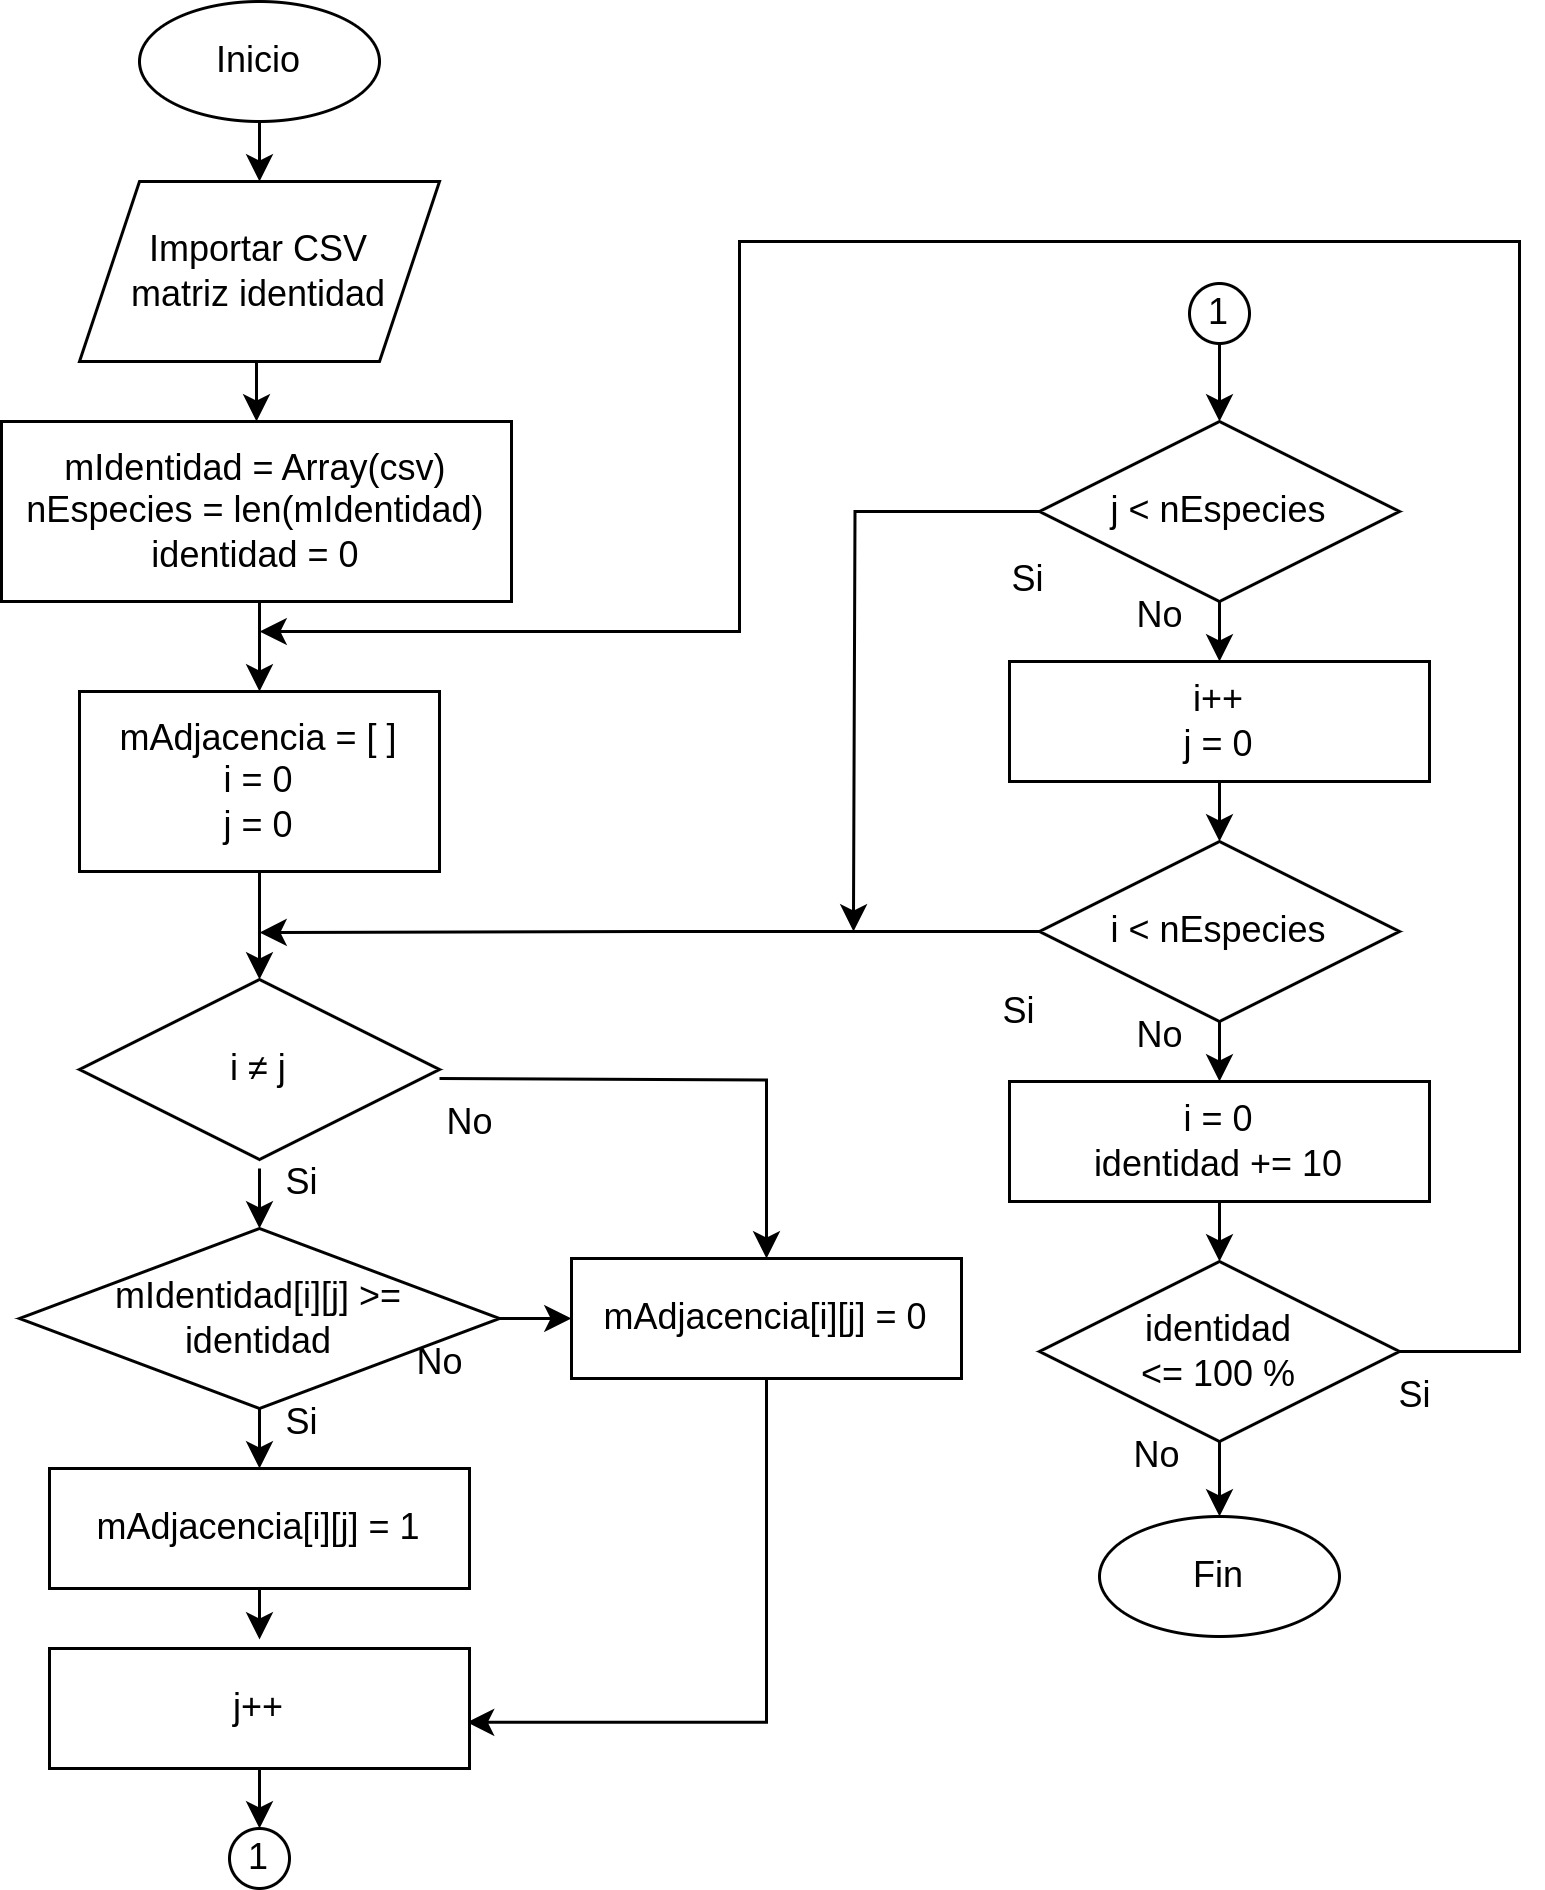 Inicio
Importar CSV
matriz identidad
mIdentidad = Array(csv)
nEspecies = len(mIdentidad)
identidad = 0
mAdjacencia = [ ]
i = 0
j = 0
i ≠ j
No
Si
mIdentidad[i][j] >=
identidad
No
Si
mAdjacencia[i][j] = 0
mAdjacencia[i][j] = 1
j++
1
1
j < nEspecies
Si
No
i++
j = 0
i < nEspecies
Si
No
i = 0
identidad += 10
identidad
<= 100 %
Si
No
Fin